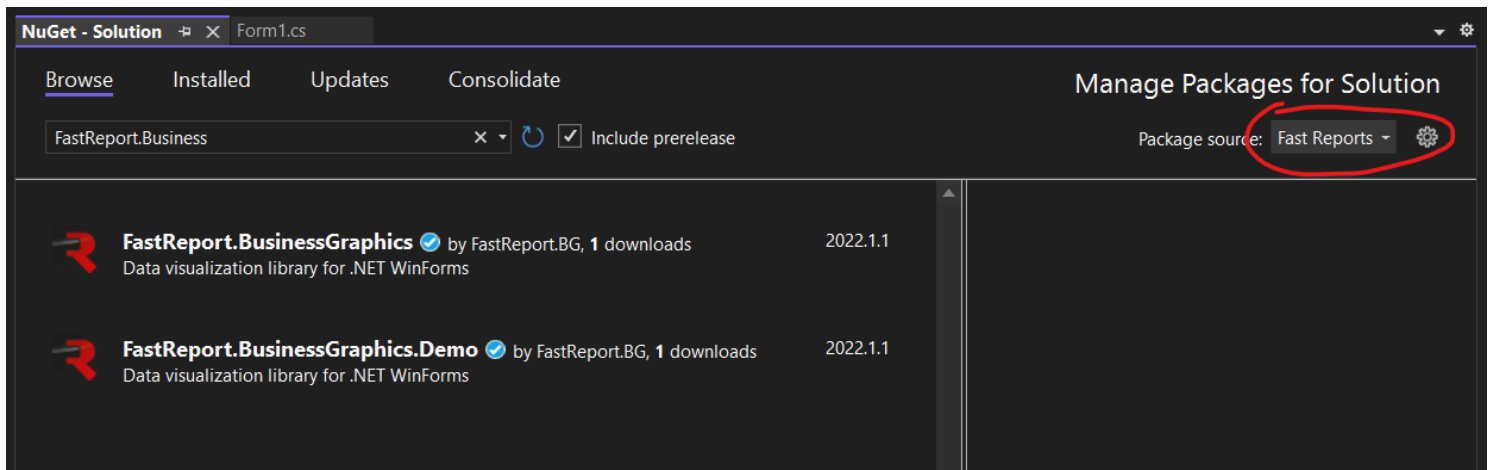 NuGet - Solution Form1.cs
Browse Installed Updates Consolidate Manage Packages for Solution
FastReport.Business Include prerelease Package source: Fast Reports
FastReport.BusinessGraphics by FastReport.BG, 1 downloads 2022.1.1
Data visualization library for .NET WinForms
FastReport.BusinessGraphics.Demo by FastReport.BG, 1 downloads 2022.1.1
Data visualization library for .NET WinForms